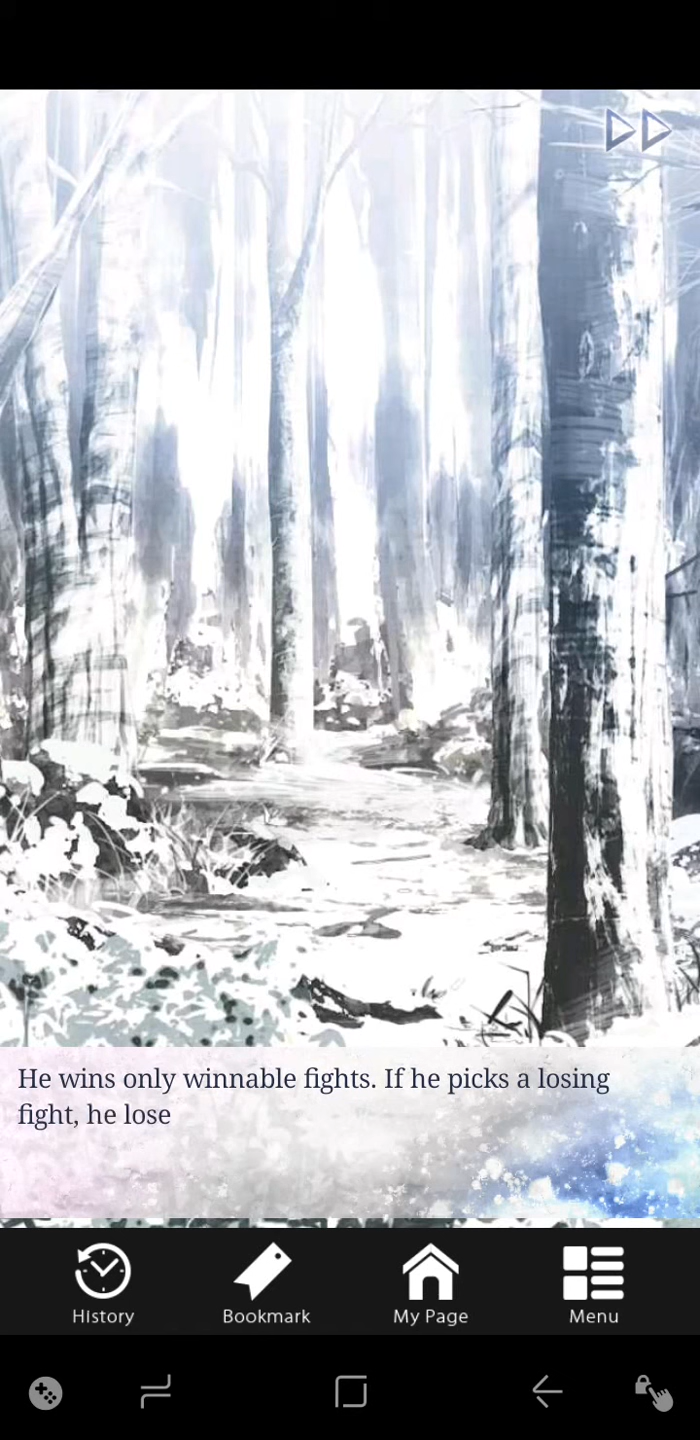 He wins only winnable fights. If he picks a losing
fight, he lose
History
Bookmark
My Page
Menu